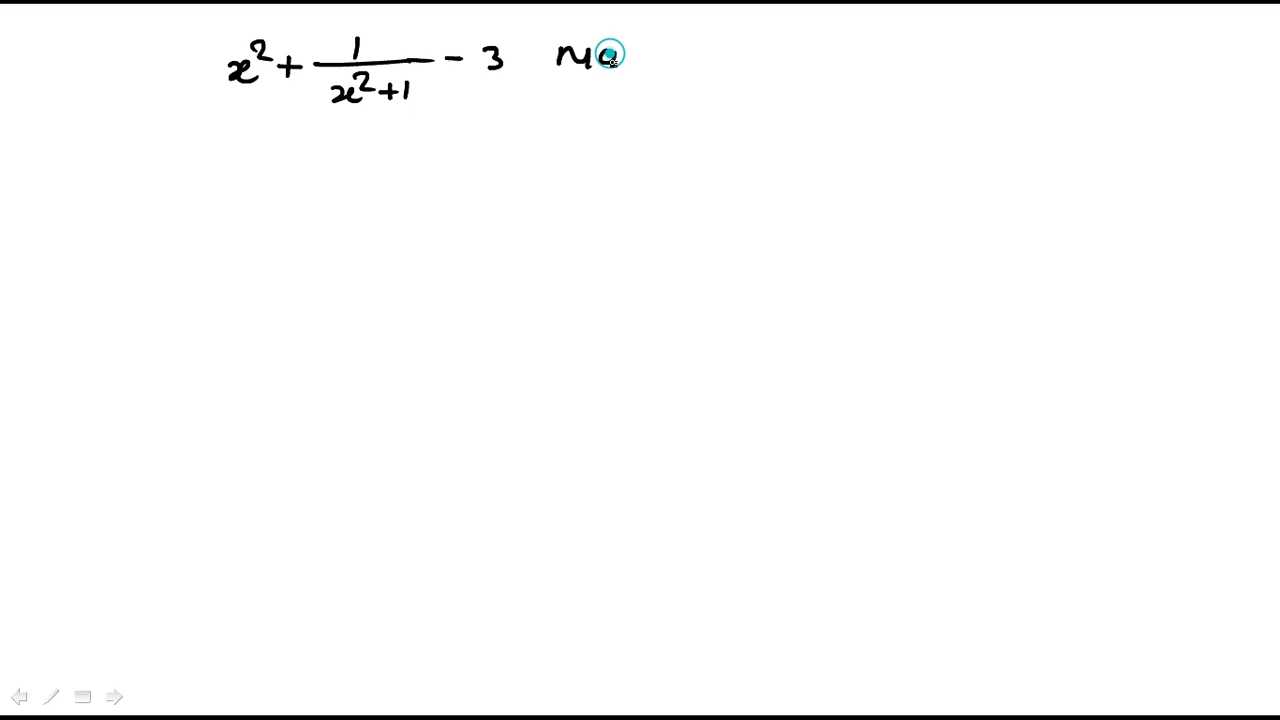 x² + 1/(x²+1) - 3